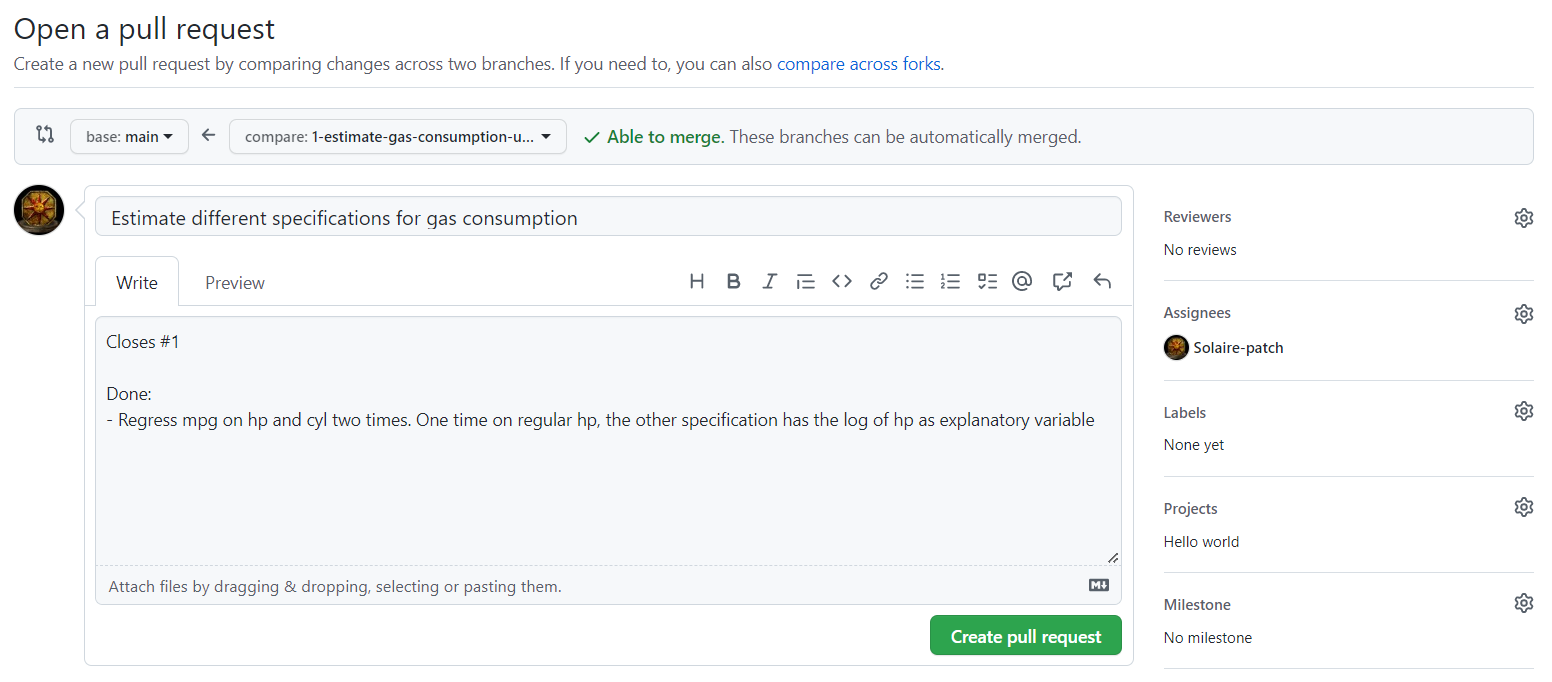 Open a pull request
Create a new pull request by comparing changes across two branches. If you need to, you can also compare across forks.
base: main
compare: 1-estimate-gas-consumption-u...
Able to merge. These branches can be automatically merged.
Estimate different specifications for gas consumption
Write
Preview
Closes #1
Done:
- Regress mpg on hp and cyl two times. One time on regular hp, the other specification has the log of hp as explanatory variable
Attach files by dragging & dropping, selecting or pasting them.
Create pull request
Reviewers
No reviews
Assignees
Solaire-patch
Labels
None yet
Projects
Hello world
Milestone
No milestone